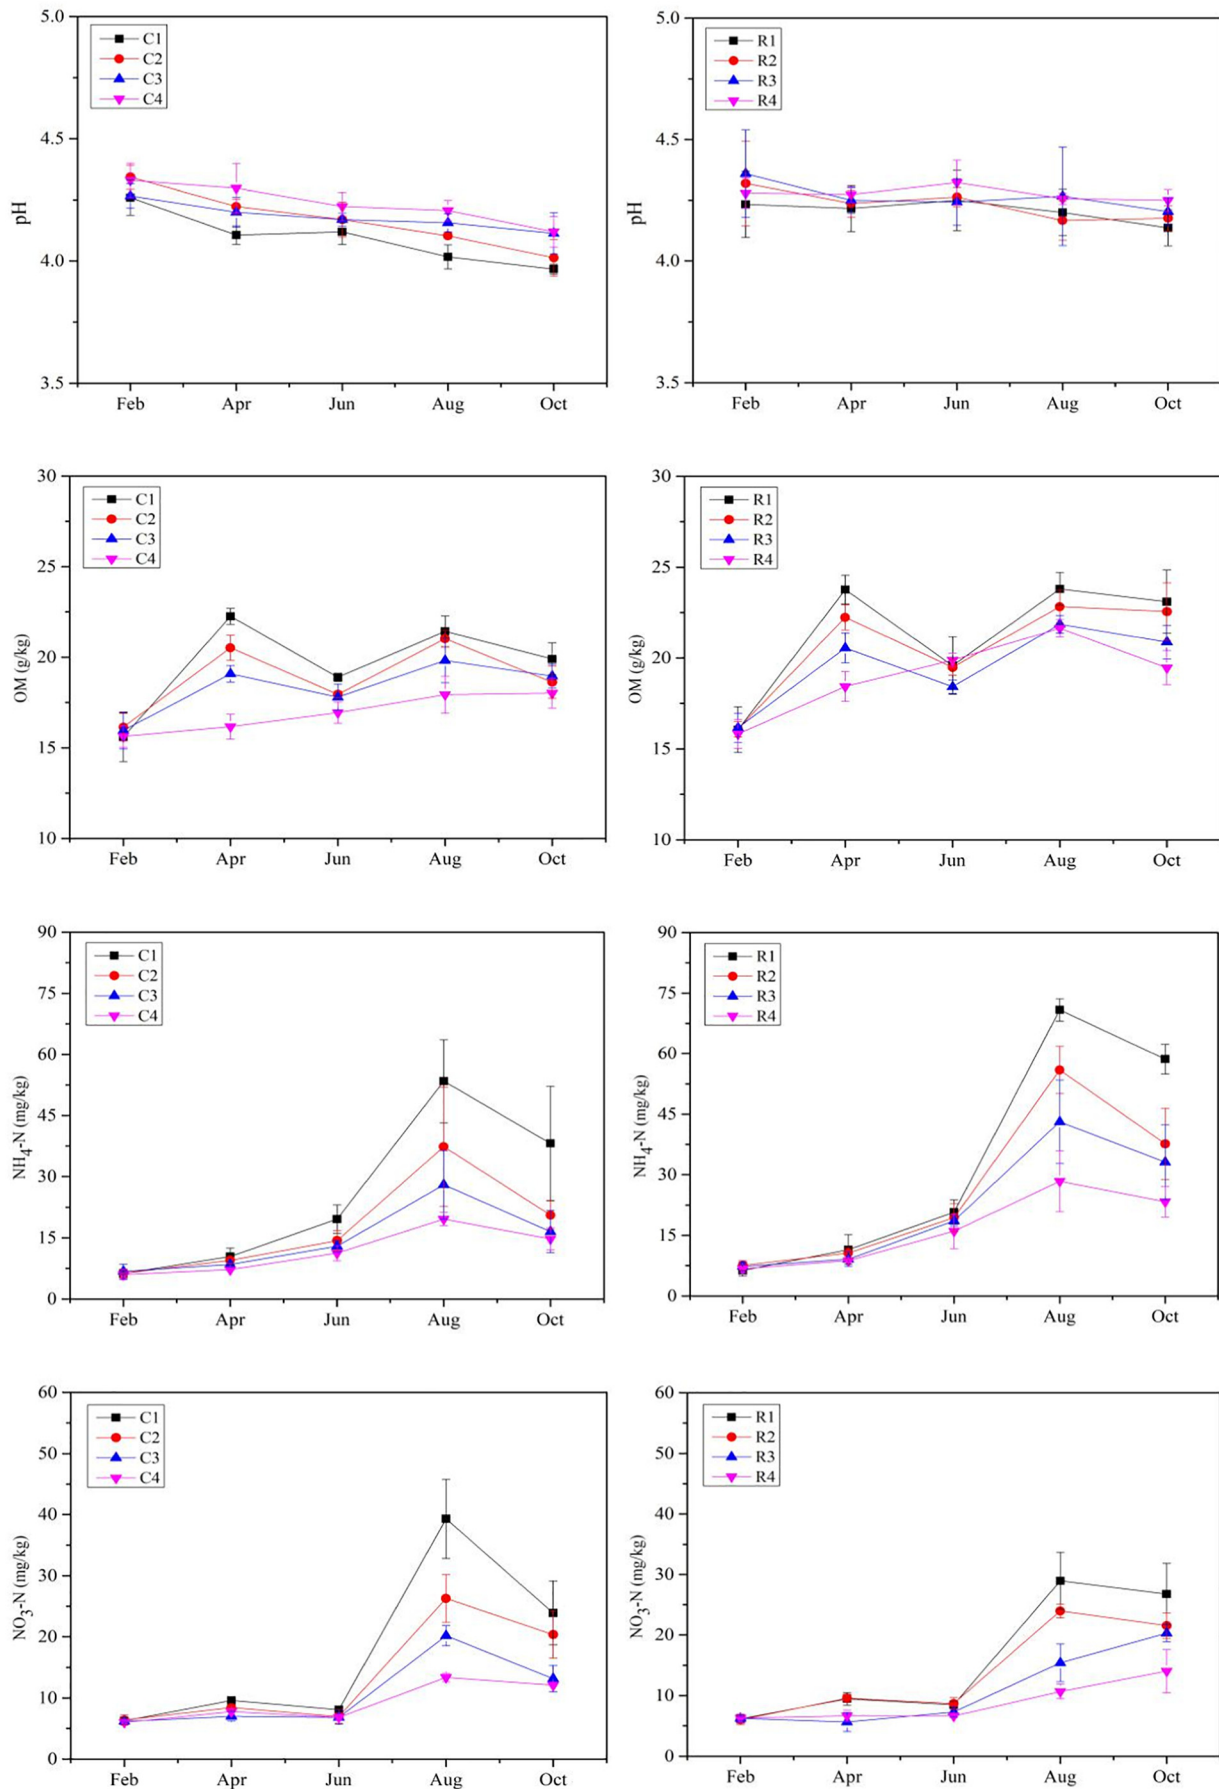 5.0
4.5
4.0
3.5
pH
C1
C2
C3
C4
Feb Apr Jun Aug Oct
5.0
4.5
4.0
3.5
pH
R1
R2
R3
R4
Feb Apr Jun Aug Oct
30
25
20
15
10
OM (g/kg)
C1
C2
C3
C4
Feb Apr Jun Aug Oct
30
25
20
15
10
OM (g/kg)
R1
R2
R3
R4
Feb Apr Jun Aug Oct
90
75
60
45
30
15
0
NH4-N (mg/kg)
C1
C2
C3
C4
Feb Apr Jun Aug Oct
90
75
60
45
30
15
0
NH4-N (mg/kg)
R1
R2
R3
R4
Feb Apr Jun Aug Oct
60
50
40
30
20
10
0
NO3-N (mg/kg)
C1
C2
C3
C4
Feb Apr Jun Aug Oct
60
50
40
30
20
10
0
NO3-N (mg/kg)
R1
R2
R3
R4
Feb Apr Jun Aug Oct